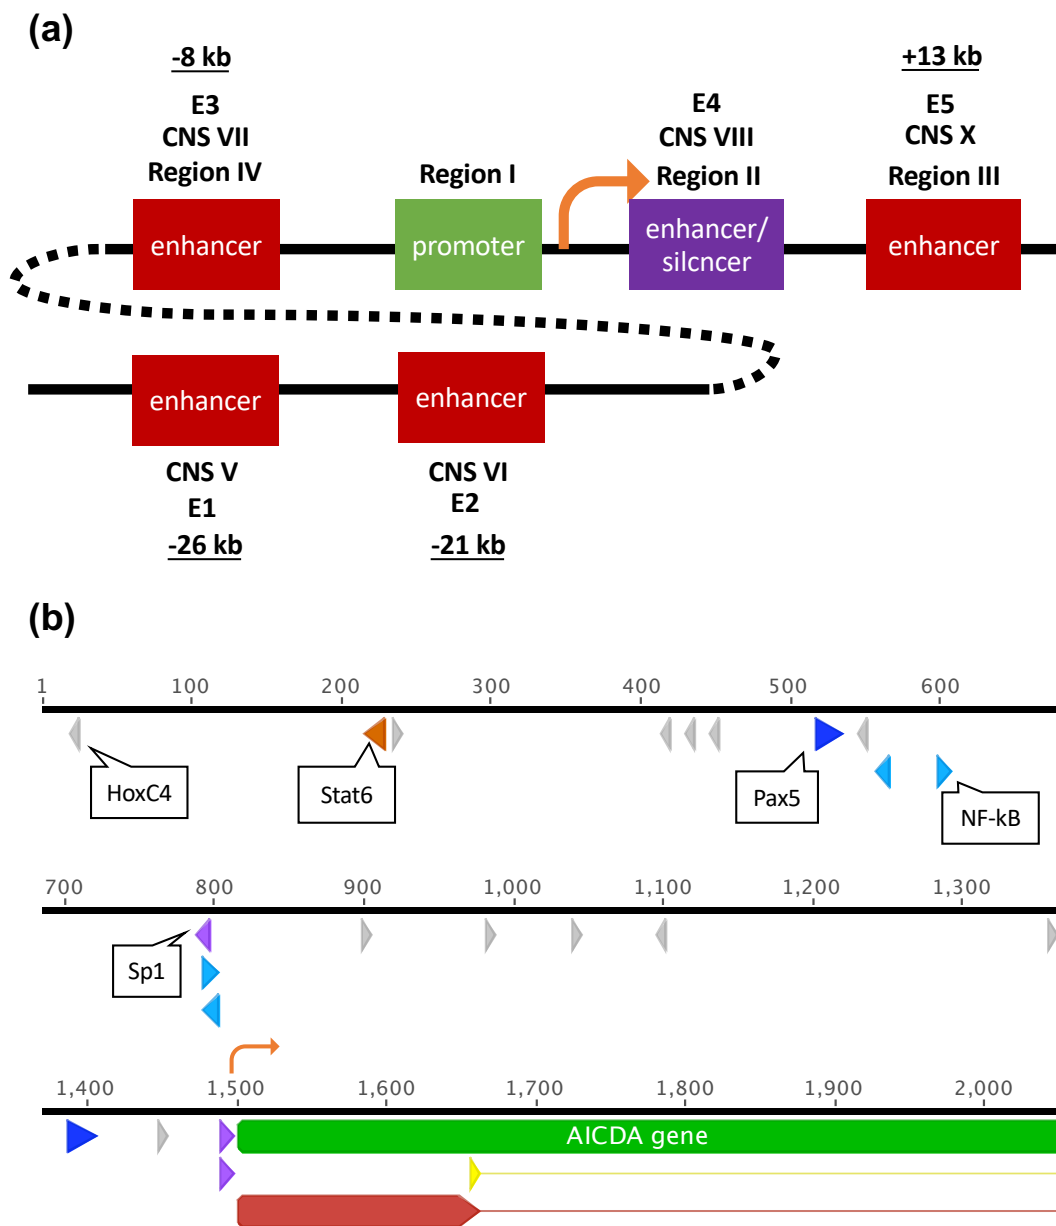 (a)
-8 kb
+13 kb
E3
E4
E5
CNS VII
CNS VIII
CNS X
Region IV
Region I
Region II
Region III
enhancer
promoter
enhancer/
silcncer
enhancer
enhancer
enhancer
CNS V
CNS VI
E1
E2
-26 kb
-21 kb
(b)
1 100 200 300 400 500 600
HoxC4
Stat6
Pax5
NF-kB
700 800 900 1,000 1,100 1,200 1,300
Sp1
1,400 1,500 1,600 1,700 1,800 1,900 2,000
AICDA gene